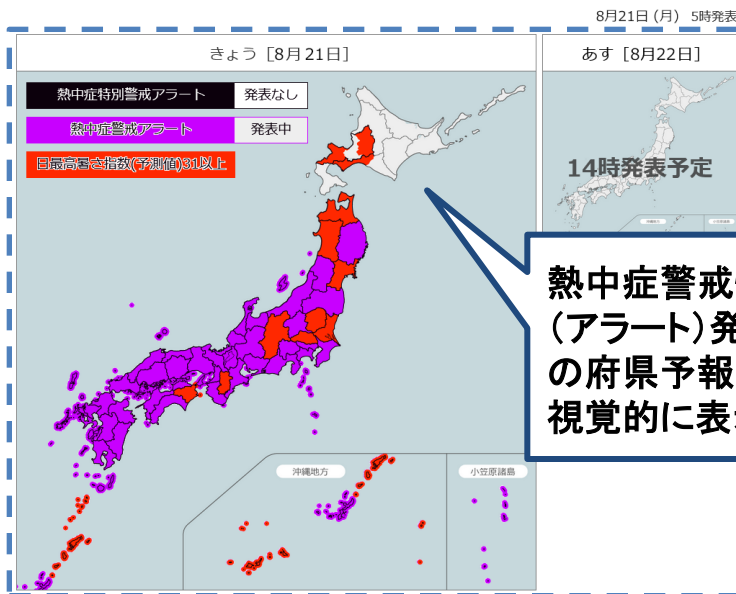 8月21日(月) 5時発表
きょう [8月21日]
あす [8月22日]
熱中症特別警戒アラート 発表なし
熱中症警戒アラート 発表中
日最高暑さ指数(予測値)31以上
14時発表予定
熱中症警戒
(アラート)発
の府県予報
視覚的に表
沖縄地方
小笠原諸島